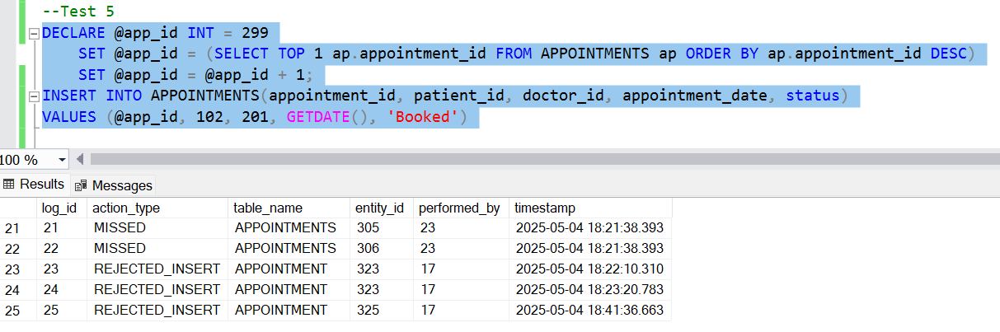 --Test 5
DECLARE @app_id INT = 299
SET @app_id = (SELECT TOP 1 ap.appointment_id FROM APPOINTMENTS ap ORDER BY ap.appointment_id DESC)
SET @app_id = @app_id + 1;
INSERT INTO APPOINTMENTS(appointment_id, patient_id, doctor_id, appointment_date, status)
VALUES (@app_id, 102, 201, GETDATE(), 'Booked')
100 %
Results Messages
log_id action_type table_name entity_id performed_by timestamp
21 21 MISSED APPOINTMENTS 305 23 2025-05-04 18:21:38.393
22 22 MISSED APPOINTMENTS 306 23 2025-05-04 18:21:38.393
23 23 REJECTED_INSERT APPOINTMENT 323 17 2025-05-04 18:22:10.310
24 24 REJECTED_INSERT APPOINTMENT 323 17 2025-05-04 18:23:20.783
25 25 REJECTED_INSERT APPOINTMENT 325 17 2025-05-04 18:41:36.663